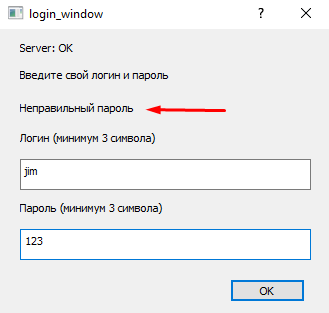 login_window
Server: OK
Введите свой логин и пароль
Неправильный пароль
Логин (минимум 3 символа)
jim
Пароль (минимум 3 символа)
123
OK